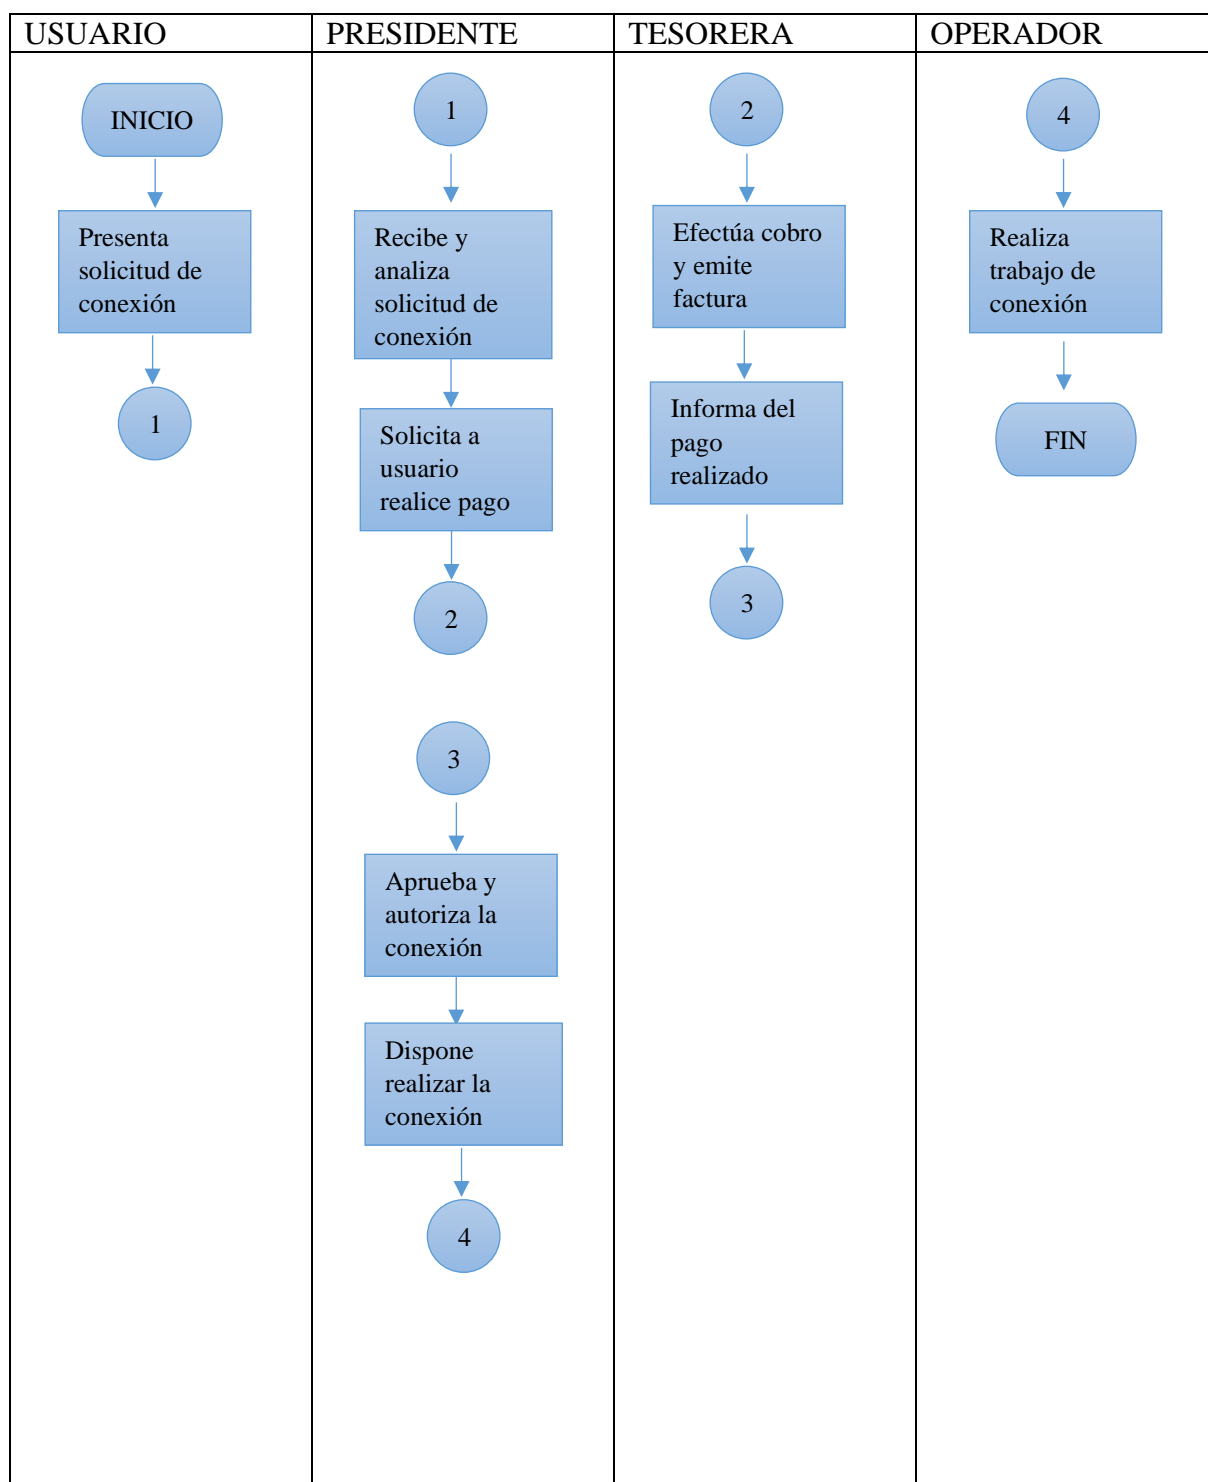 USUARIO
PRESIDENTE
TESORERA
OPERADOR
INICIO
Presenta
solicitud de
conexión
1
1
Recibe y
analiza
solicitud de
conexión
Solicita a
usuario
realice pago
2
3
Aprueba y
autoriza la
conexión
Dispone
realizar la
conexión
4
2
Efectúa cobro
y emite
factura
Informa del
pago
realizado
3
4
Realiza
trabajo de
conexión
FIN